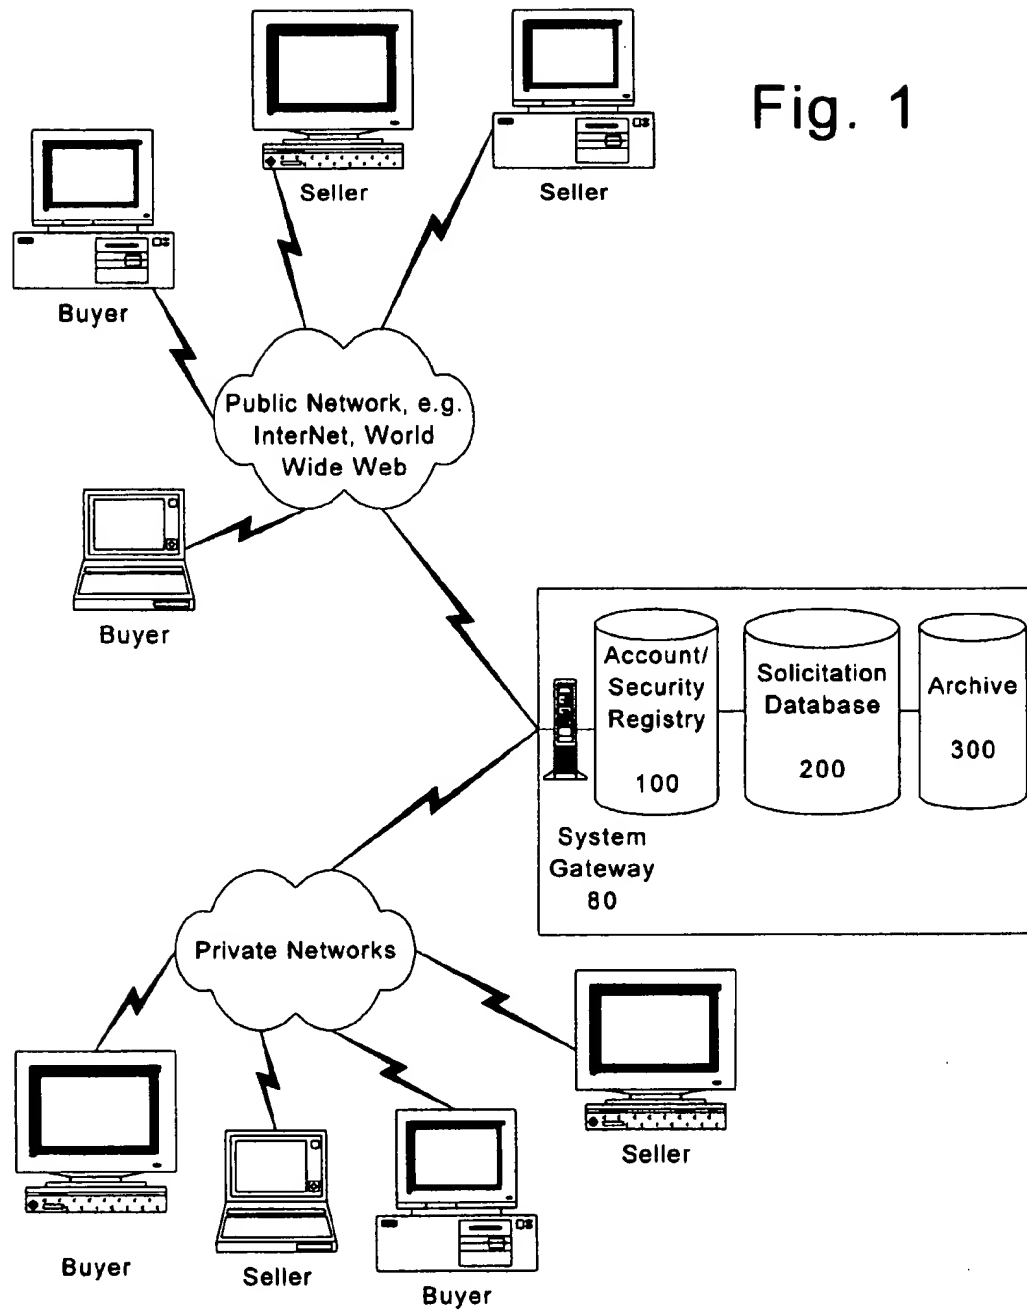 Fig. 1
Seller
Seller
Buyer
Public Network, e.g.
InterNet, World
Wide Web
Buyer
Account/
Security
Registry
100
Solicitation
Database
200
Archive
300
System
Gateway
80
Private Networks
Seller
Buyer
Seller
Buyer